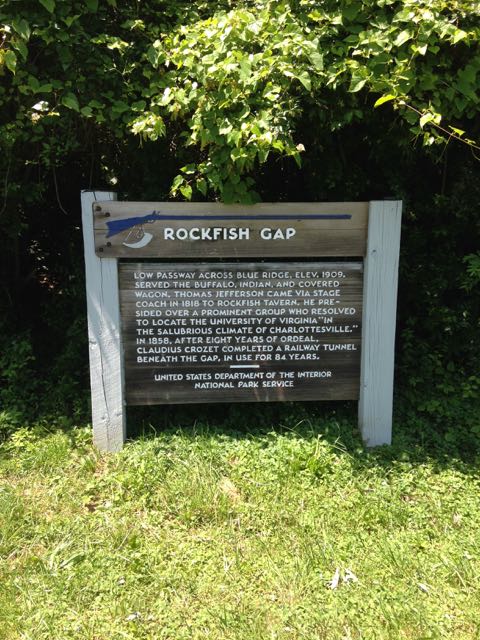 ROCKFISH GAP
LOW PASSWAY ACROSS BLUE RIDGE, ELEV. 1909.
SERVED THE BUFFALO, INDIAN, AND COVERED
WAGON. THOMAS JEFFERSON CAME VIA STAGE
COACH IN 1818 TO ROCKFISH TAVERN. HE PRE-
SIDED OVER A PROMINENT GROUP WHO RESOLVED
TO LOCATE THE UNIVERSITY OF VIRGINIA "IN
THE SALUBRIOUS CLIMATE OF CHARLOTTESVILLE."
IN 1858, AFTER EIGHT YEARS OF ORDEAL,
CLAUDIUS CROZET COMPLETED A RAILWAY TUNNEL
BENEATH THE GAP, IN USE FOR 84 YEARS.
UNITED STATES DEPARTMENT OF THE INTERIOR
NATIONAL PARK SERVICE